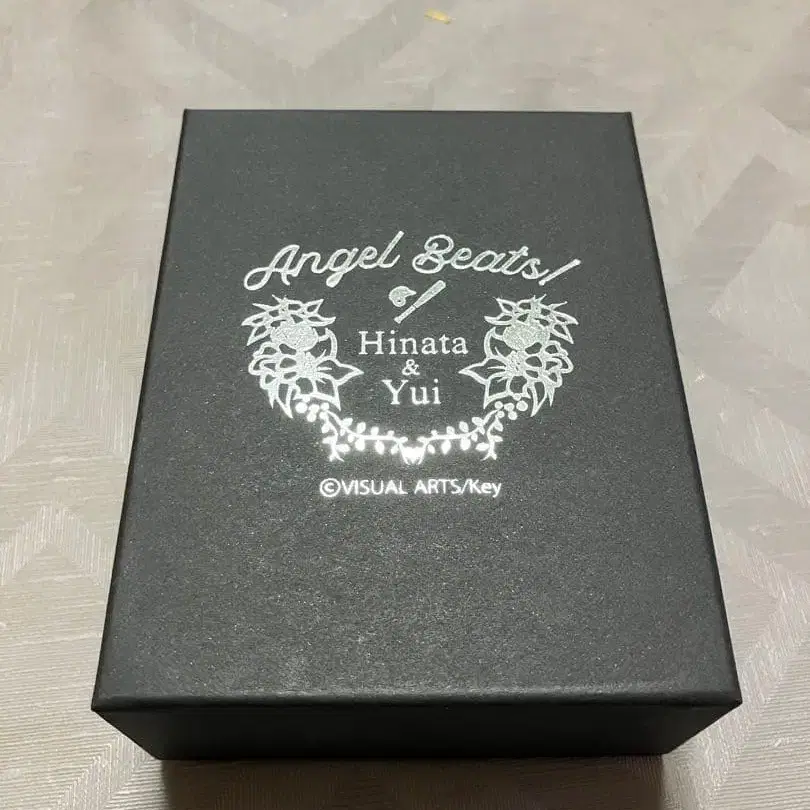 Angel Beats!
Hinata
&
Yui
©VISUAL ARTS/Key